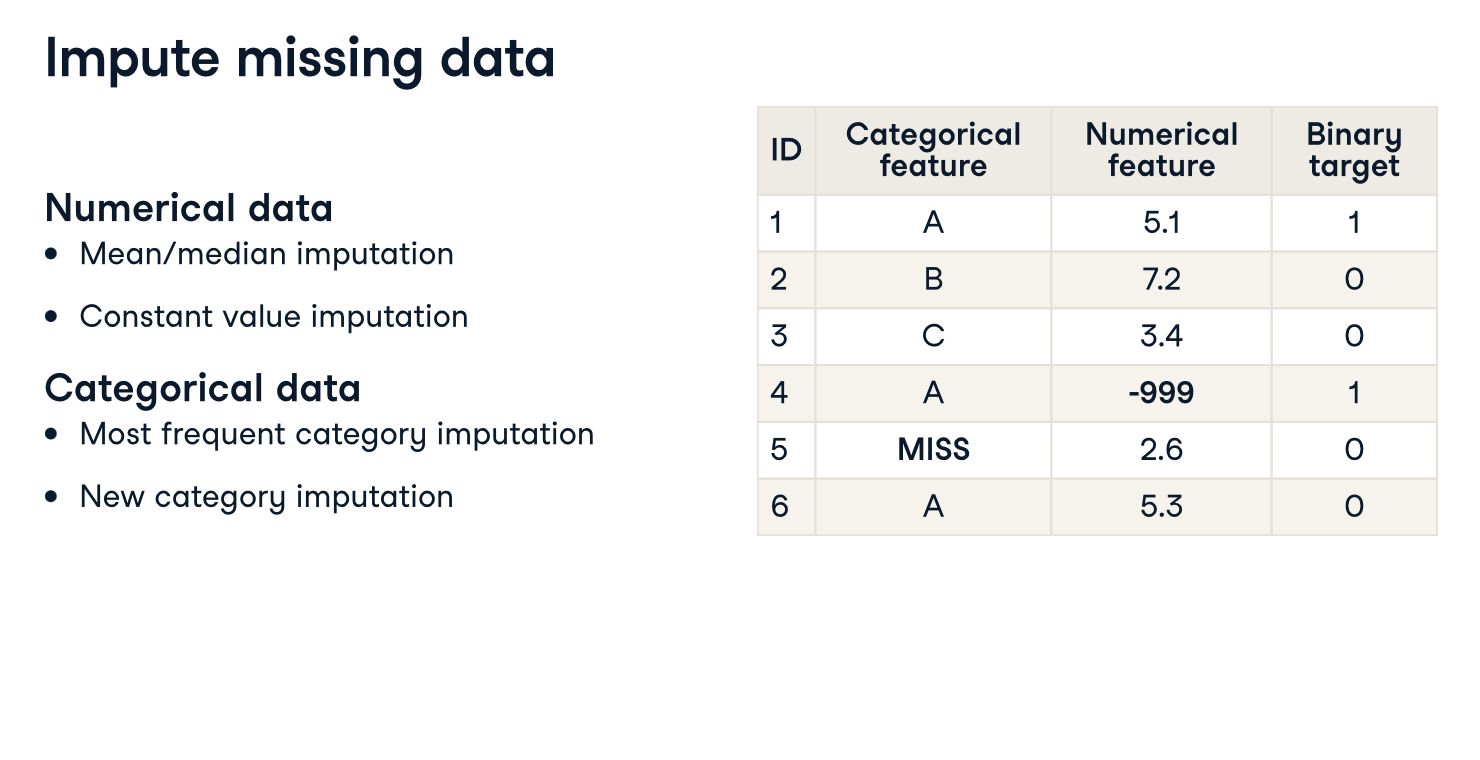 Impute missing data
Numerical data
• Mean/median imputation
• Constant value imputation
Categorical data
• Most frequent category imputation
• New category imputation
ID Categorical feature Numerical feature Binary target
1 A 5.1 1
2 B 7.2 0
3 C 3.4 0
4 A -999 1
5 MISS 2.6 0
6 A 5.3 0